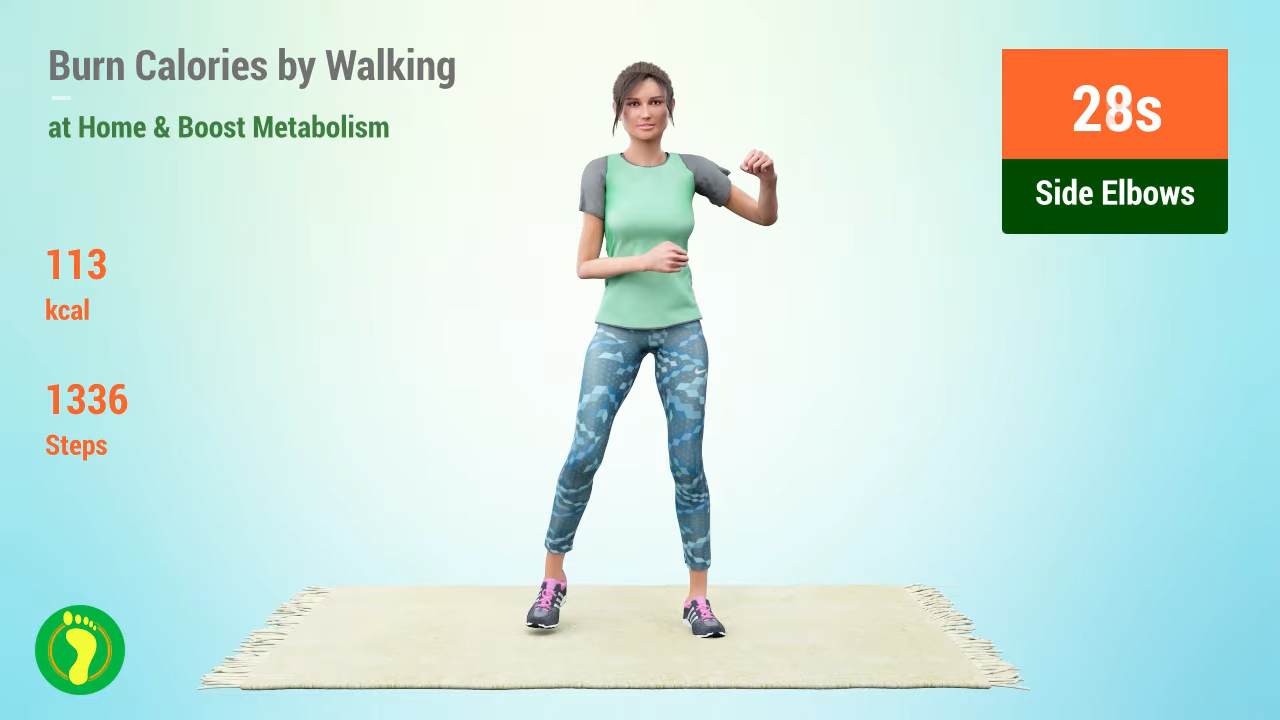 Burn Calories by Walking
at Home & Boost Metabolism
28s
Side Elbows
113
kcal
1336
Steps